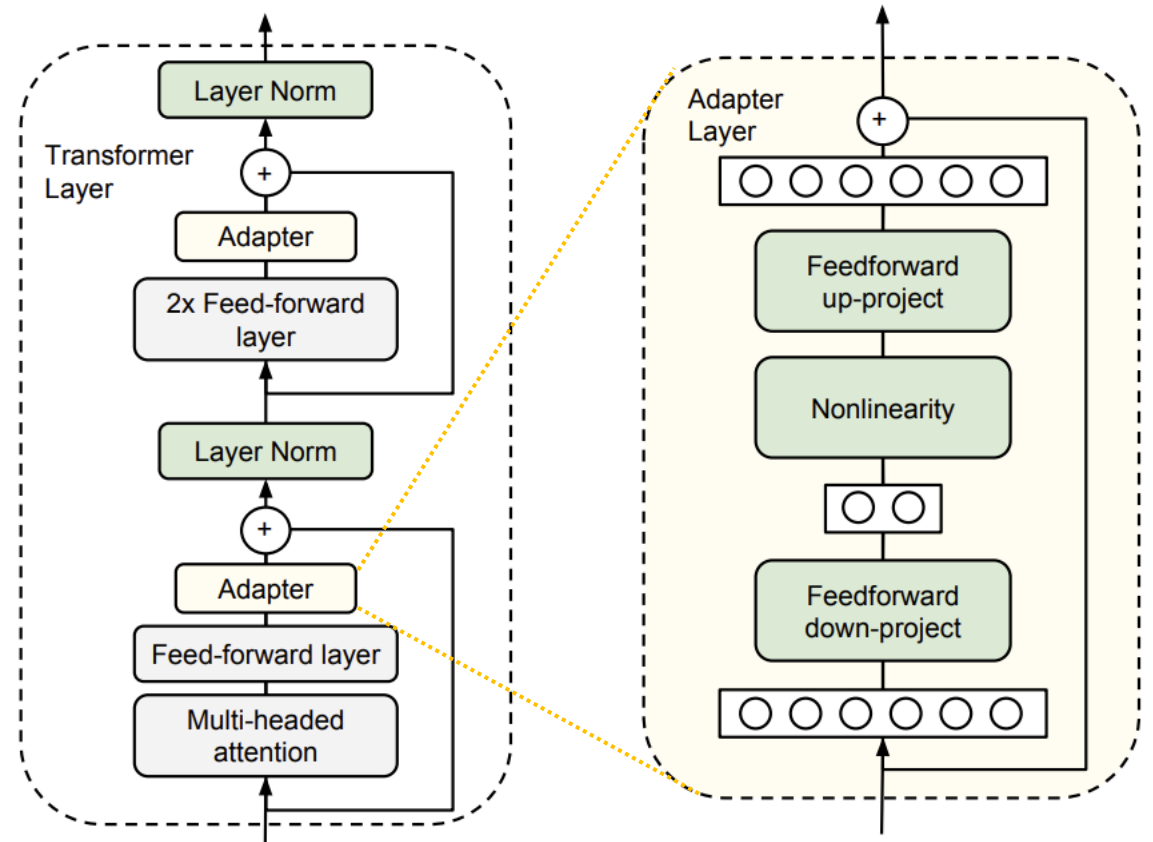 Transformer
Layer
Layer Norm
+
Adapter
2x Feed-forward
layer
Layer Norm
+
Adapter
Feed-forward layer
Multi-headed
attention
Adapter
Layer
+
Feedforward
up-project
Nonlinearity
Feedforward
down-project